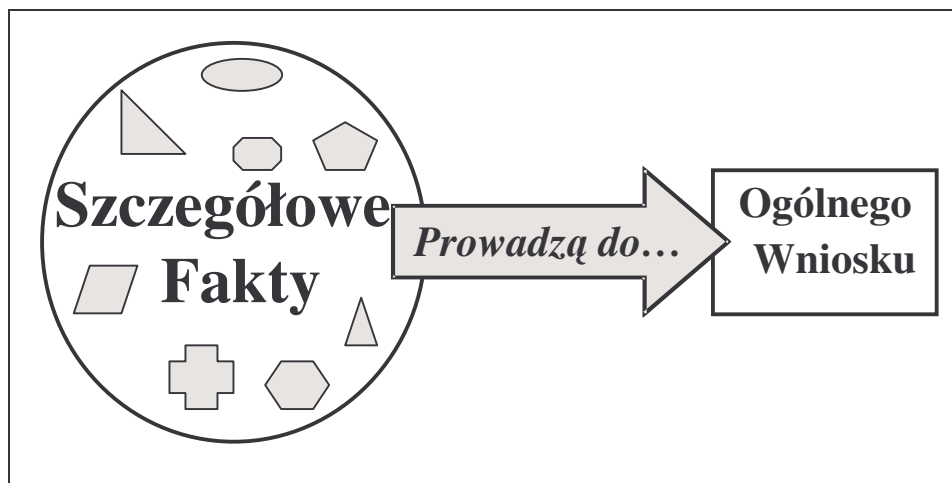 Szczegółowe
Fakty
Prowadzą do…
Ogólnego
Wniosku